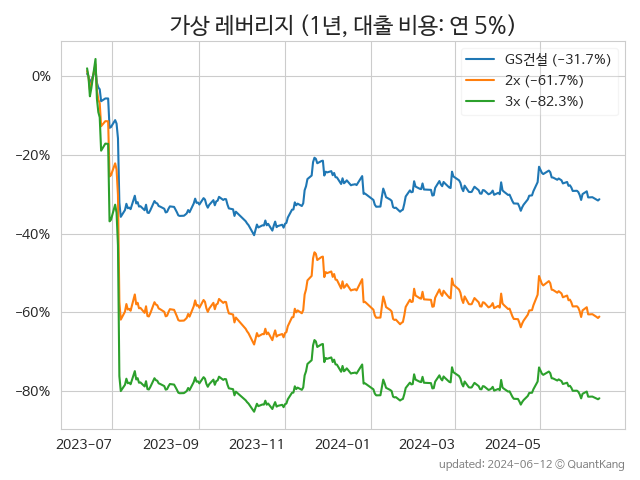 가상 레버리지 (1년, 대출 비용: 연 5%)
GS건설 (−31.7%)
2x (−61.7%)
3x (−82.3%)
0%
−20%
−40%
−60%
−80%
2023-07 2023-09 2023-11 2024-01 2024-03 2024-05
updated: 2024-06-12 © QuantKang